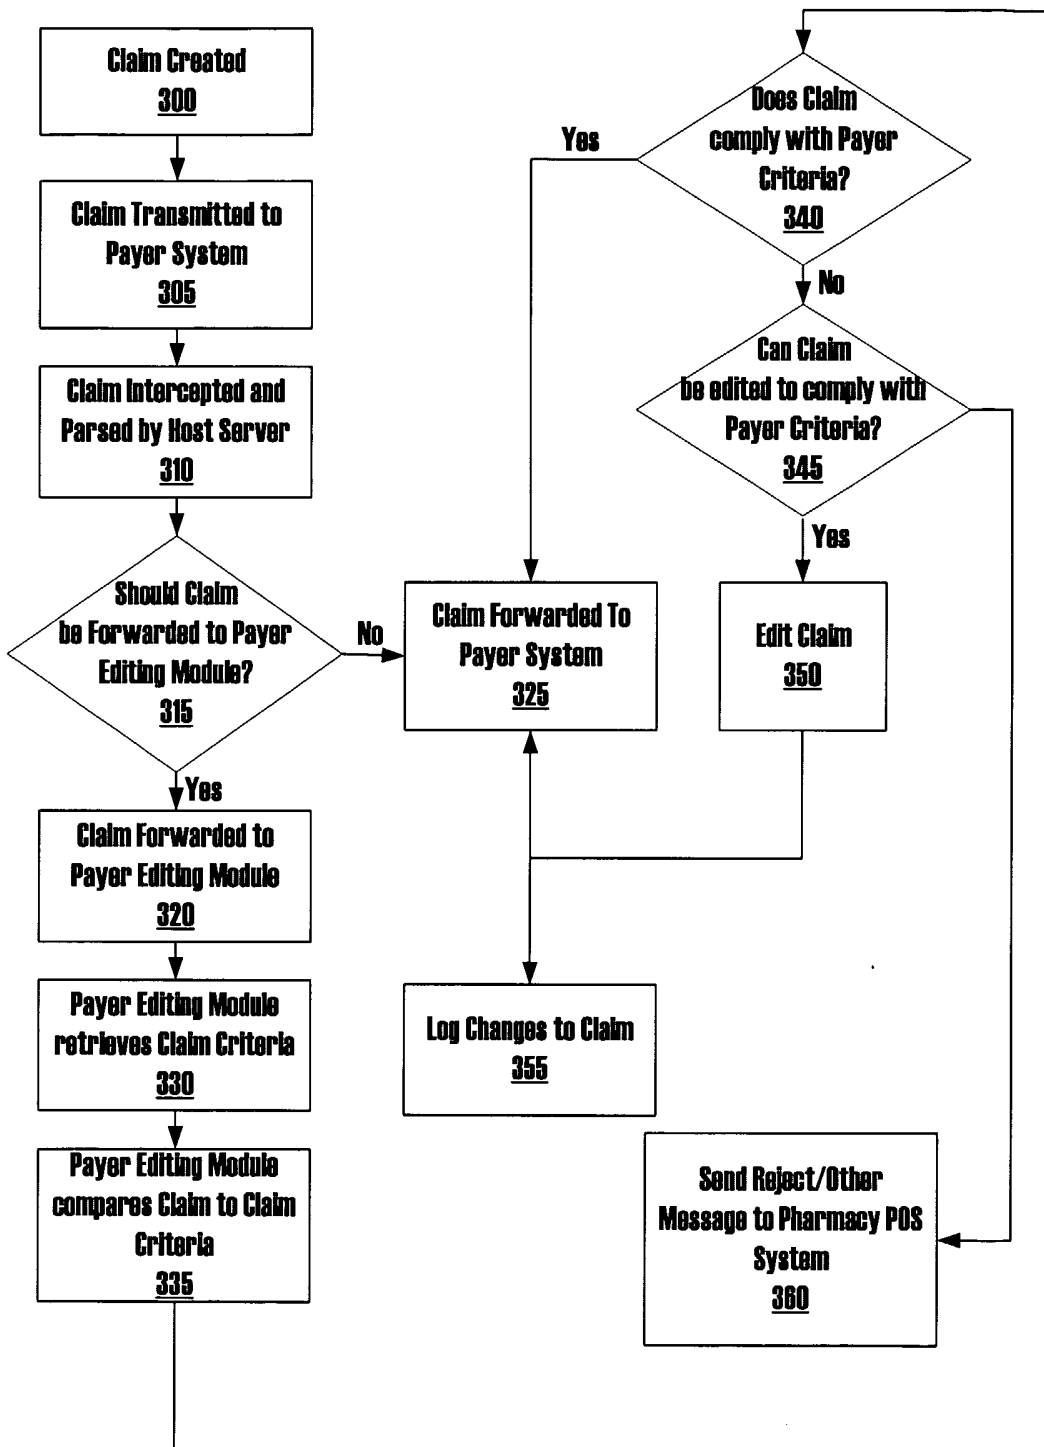 Claim Created
300
Claim Transmitted to
Payer System
305
Claim Intercepted and
Parsed by Host Server
310
Should Claim
be Forwarded to Payer
Editing Module?
315
No
Yes
Claim Forwarded to
Payer Editing Module
320
Payer Editing Module
retrieves Claim Criteria
330
Payer Editing Module
compares Claim to Claim
Criteria
335
Does Claim
comply with Payer
Criteria?
340
Yes
No
Can Claim
be edited to comply with
Payer Criteria?
345
Yes
Claim Forwarded To
Payer System
325
Edit Claim
350
Log Changes to Claim
355
Send Reject/Other
Message to Pharmacy POS
System
360